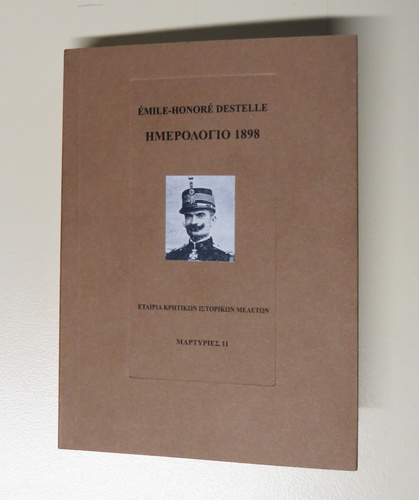 ÉMILE-HONORÉ DESTELLE
ΗΜΕΡΟΛΟΓΙΟ 1898
ΕΤΑΙΡΙΑ ΚΡΗΤΙΚΩΝ ΙΣΤΟΡΙΚΩΝ ΜΕΛΕΤΩΝ
ΜΑΡΤΥΡΙΕΣ 11